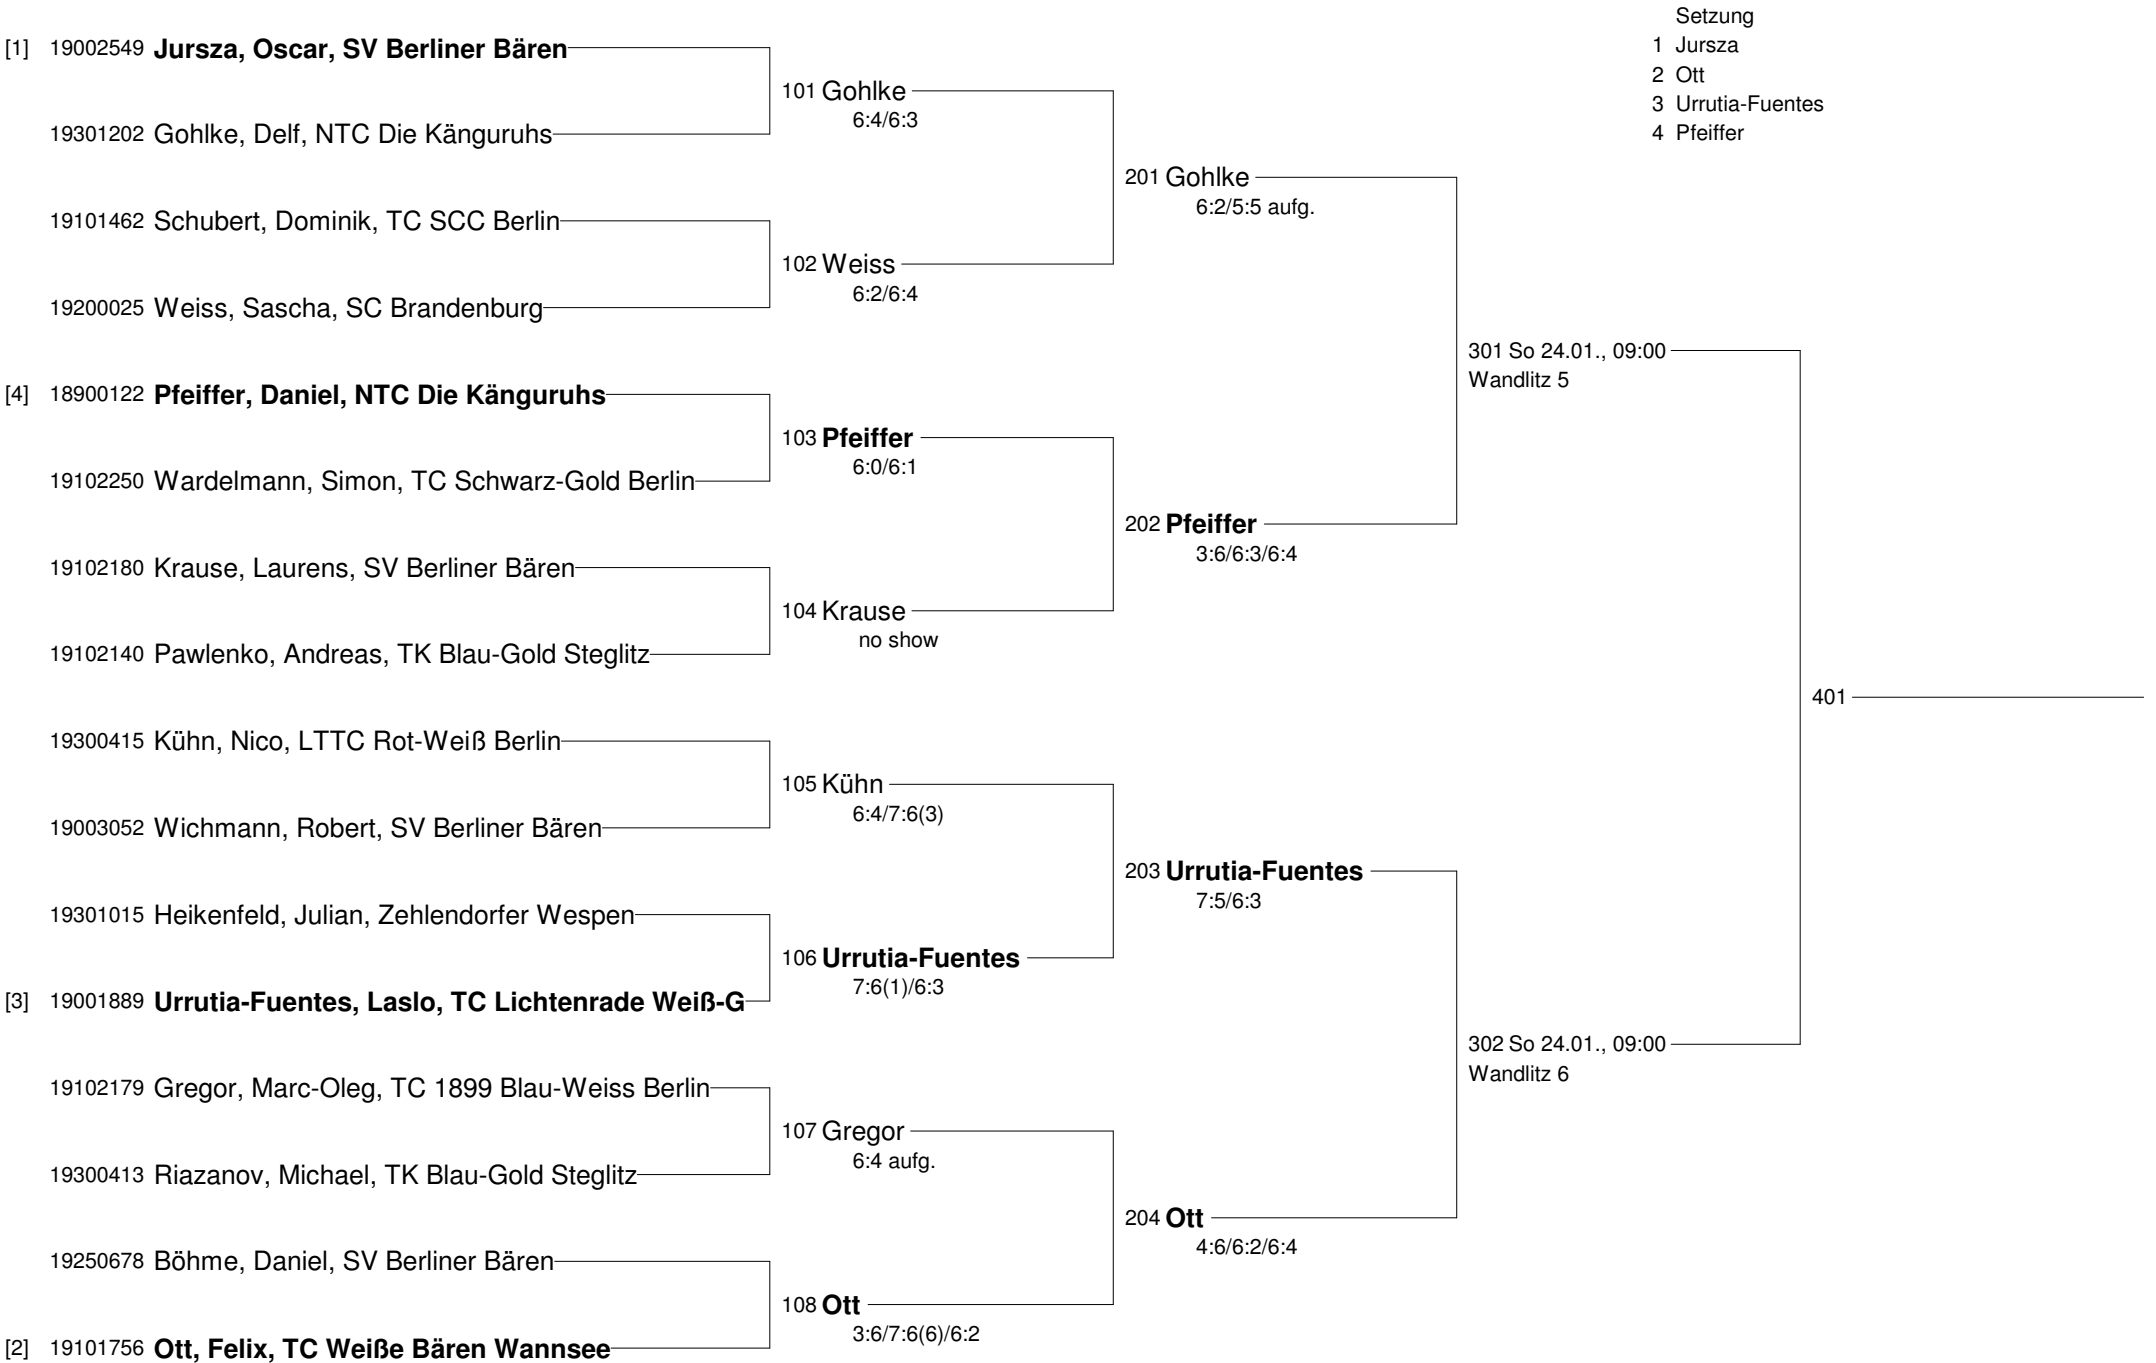 Setzung
1 Jursza
2 Ott
3 Urrutia-Fuentes
4 Pfeiffer
[1] 19002549 Jursza, Oscar, SV Berliner Bären
101 Gohlke
6:4/6:3
19301202 Gohlke, Delf, NTC Die Känguruhs
201 Gohlke
6:2/5:5 aufg.
19101462 Schubert, Dominik, TC SCC Berlin
102 Weiss
6:2/6:4
19200025 Weiss, Sascha, SC Brandenburg
301 So 24.01., 09:00
Wandlitz 5
[4] 18900122 Pfeiffer, Daniel, NTC Die Känguruhs
103 Pfeiffer
6:0/6:1
19102250 Wardelmann, Simon, TC Schwarz-Gold Berlin
202 Pfeiffer
3:6/6:3/6:4
19102180 Krause, Laurens, SV Berliner Bären
104 Krause
no show
19102140 Pawlenko, Andreas, TK Blau-Gold Steglitz
401
19300415 Kühn, Nico, LTTC Rot-Weiß Berlin
105 Kühn
6:4/7:6(3)
19003052 Wichmann, Robert, SV Berliner Bären
203 Urrutia-Fuentes
7:5/6:3
19301015 Heikenfeld, Julian, Zehlendorfer Wespen
106 Urrutia-Fuentes
7:6(1)/6:3
[3] 19001889 Urrutia-Fuentes, Laslo, TC Lichtenrade Weiß-G
302 So 24.01., 09:00
Wandlitz 6
19102179 Gregor, Marc-Oleg, TC 1899 Blau-Weiss Berlin
107 Gregor
6:4 aufg.
19300413 Riazanov, Michael, TK Blau-Gold Steglitz
204 Ott
4:6/6:2/6:4
19250678 Böhme, Daniel, SV Berliner Bären
108 Ott
3:6/7:6(6)/6:2
[2] 19101756 Ott, Felix, TC Weiße Bären Wannsee